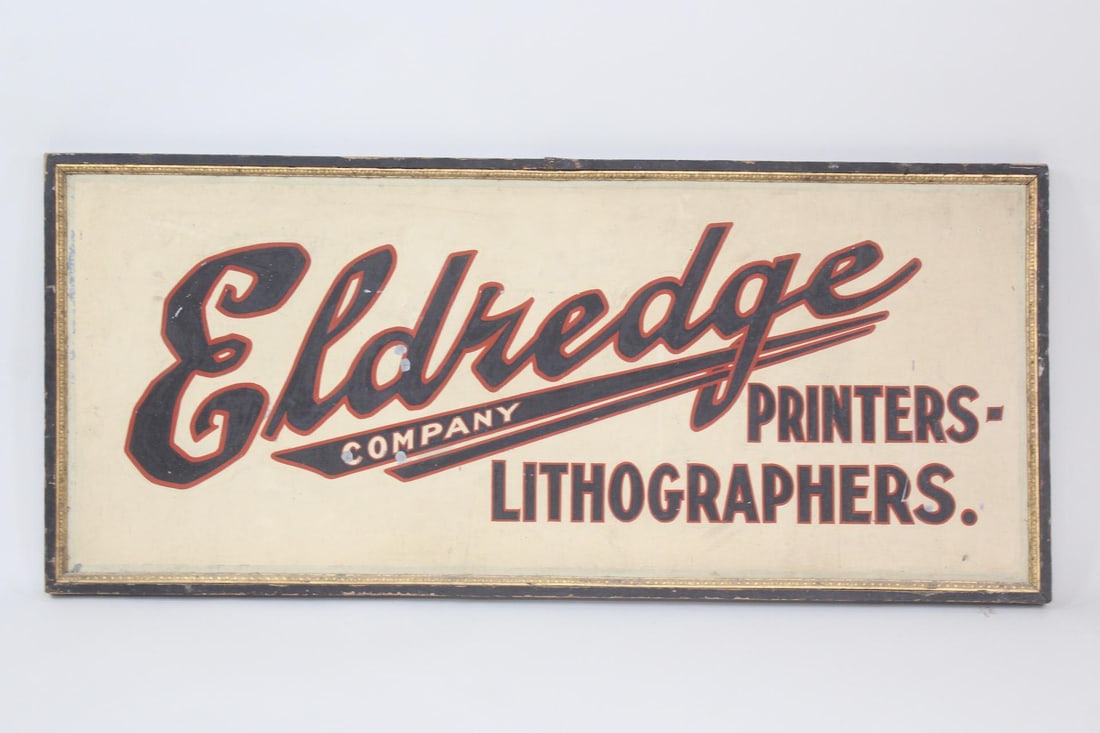 Eldredge
COMPANY
PRINTERS-
LITHOGRAPHERS.